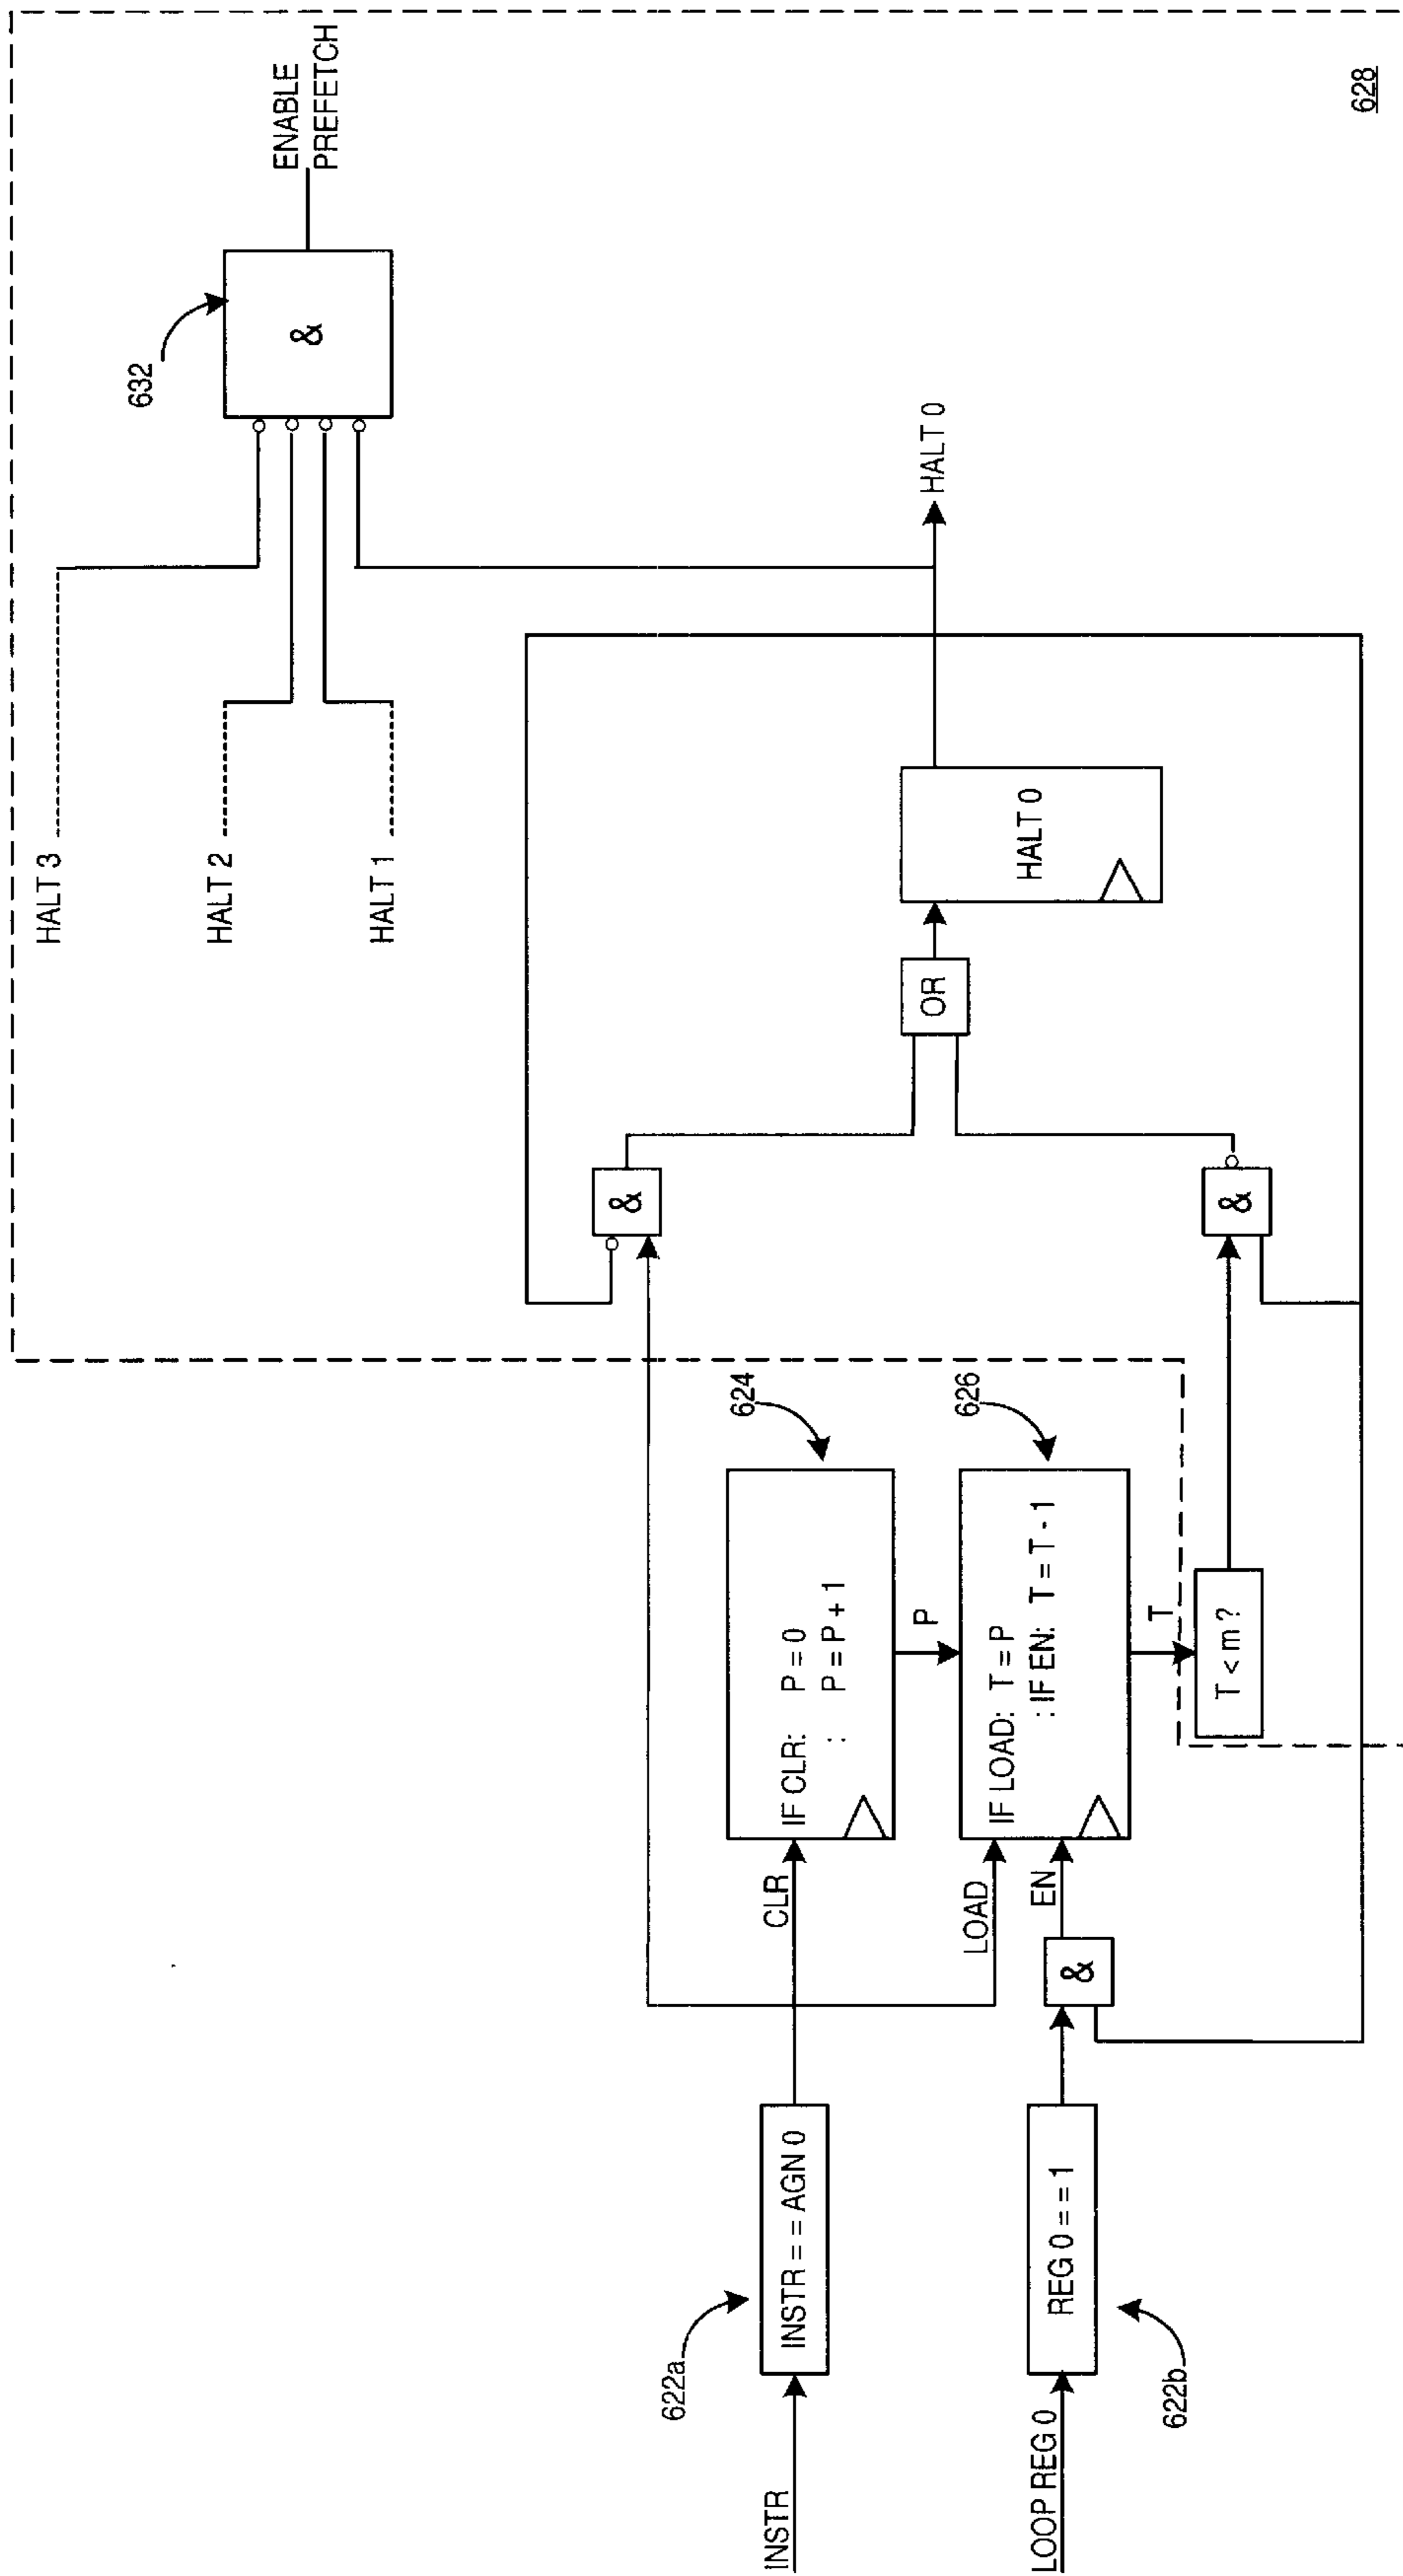 INSTR
622a
INSTR = = AGN 0
CLR
624
IF CLR: P = 0
: P = P + 1
P
LOOP REG 0
622b
REG 0 = = 1
&
LOAD
EN
626
IF LOAD: T = P
: IF EN: T = T - 1
T
T < m ?
&
&
OR
HALT 0
HALT 0
HALT 3
HALT 2
HALT 1
632
&
ENABLE
PREFETCH
628